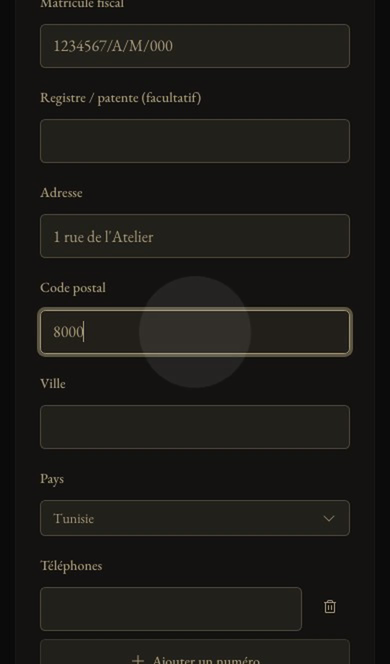 Matricule fiscal
1234567/A/M/000
Registre / patente (facultatif)
Adresse
1 rue de l'Atelier
Code postal
8000
Ville
Pays
Tunisie
Téléphones
Ajouter un numéro